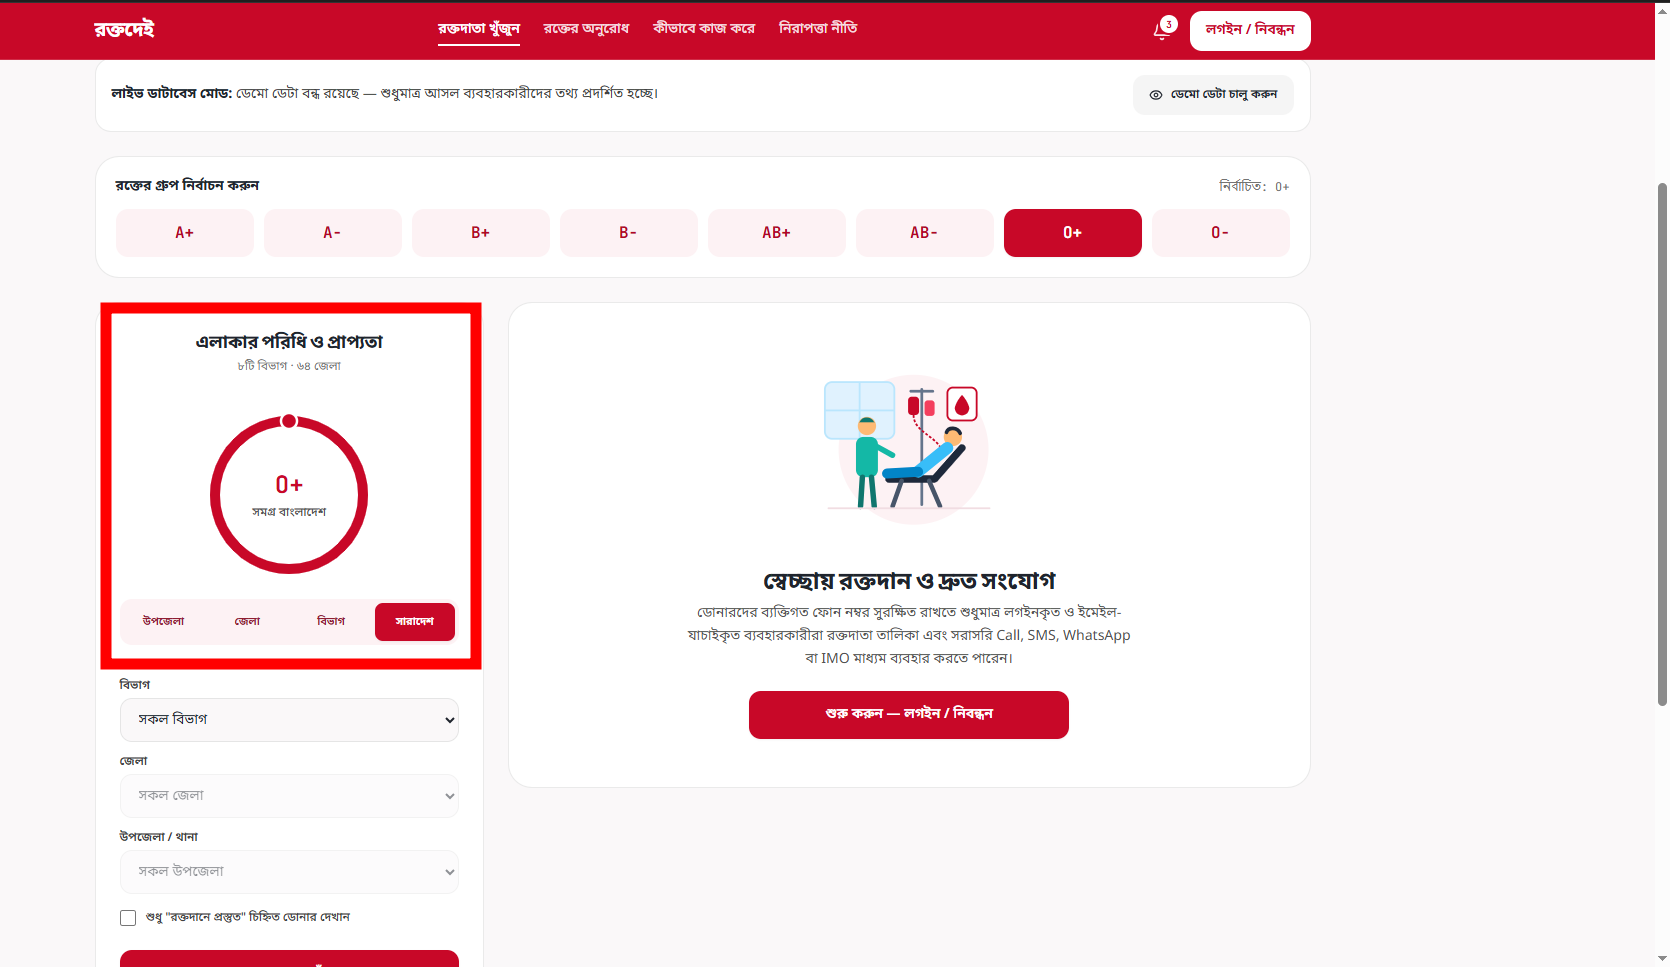 রক্তদেই
রক্তদাতা খুঁজুন
রক্তের অনুরোধ
কীভাবে কাজ করে
নিরাপত্তা নীতি
3
লগইন / নিবন্ধন
লাইভ ডাটাবেস মোড: ডেমো ডেটা বন্ধ রয়েছে — শুধুমাত্র আসল ব্যবহারকারীদের তথ্য প্রদর্শিত হচ্ছে।
ডেমো ডেটা চালু করুন
রক্তের গ্রুপ নির্বাচন করুন
নির্বাচিত: O+
A+
A-
B+
B-
AB+
AB-
O+
O-
এলাকার পরিধি ও প্রাপ্যতা
৮টি বিভাগ · ৬৪ জেলা
O+
সমগ্র বাংলাদেশ
উপজেলা
জেলা
বিভাগ
সারাদেশ
বিভাগ
সকল বিভাগ
জেলা
সকল জেলা
উপজেলা / থানা
সকল উপজেলা
শুধু "রক্তদানে প্রস্তুত" চিহ্নিত ডোনার দেখান
স্বেচ্ছায় রক্তদান ও দ্রুত সংযোগ
ডোনারদের ব্যক্তিগত ফোন নম্বর সুরক্ষিত রাখতে শুধুমাত্র লগইনকৃত ও ইমেইল-
যাচাইকৃত ব্যবহারকারীরা রক্তদাতা তালিকা এবং সরাসরি Call, SMS, WhatsApp
বা IMO মাধ্যম ব্যবহার করতে পারেন।
শুরু করুন — লগইন / নিবন্ধন